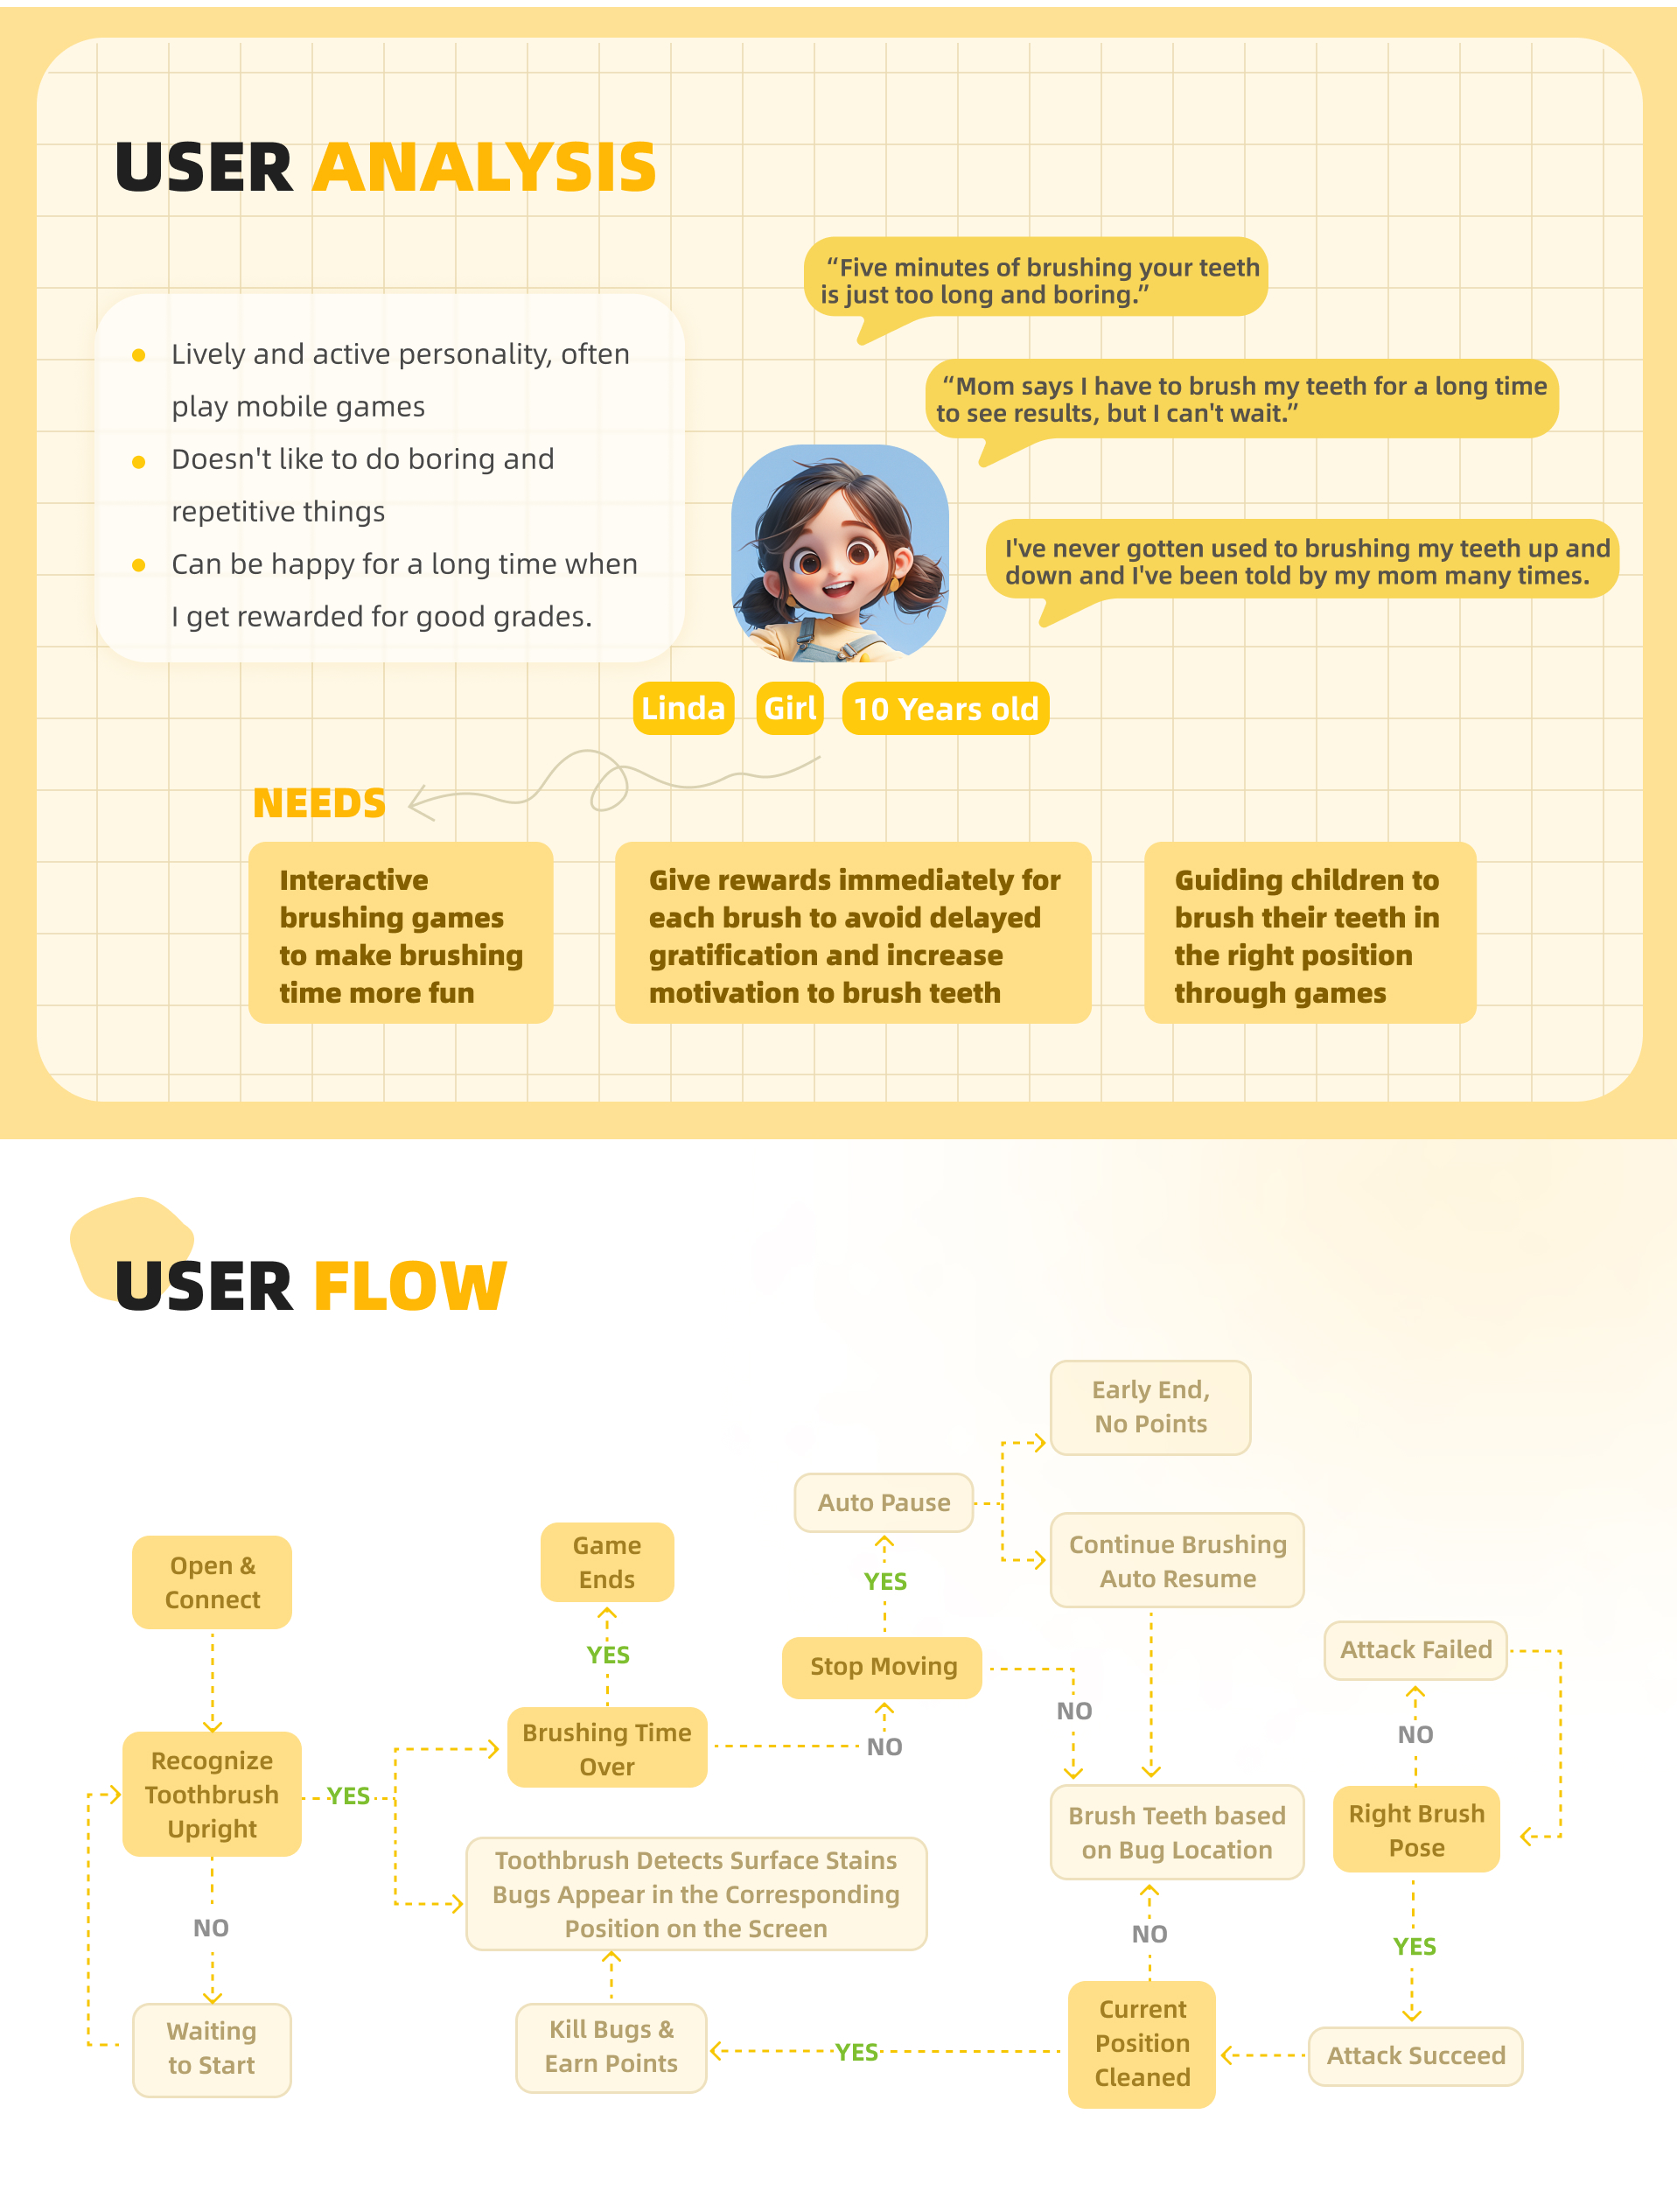 USER ANALYSIS
“Five minutes of brushing your teeth
is just too long and boring.”
Lively and active personality, often
play mobile games
Doesn't like to do boring and
repetitive things
Can be happy for a long time when
I get rewarded for good grades.
“Mom says I have to brush my teeth for a long time
to see results, but I can't wait.”
I've never gotten used to brushing my teeth up and
down and I've been told by my mom many times.
Linda
Girl
10 Years old
NEEDS
Interactive
brushing games
to make brushing
time more fun
Give rewards immediately for
each brush to avoid delayed
gratification and increase
motivation to brush teeth
Guiding children to
brush their teeth in
the right position
through games
USER FLOW
Open &
Connect
Recognize
Toothbrush
Upright
NO
Waiting
to Start
YES
Game
Ends
YES
Brushing Time
Over
NO
Toothbrush Detects Surface Stains
Bugs Appear in the Corresponding
Position on the Screen
Kill Bugs &
Earn Points
YES
Auto Pause
YES
Stop Moving
NO
Early End,
No Points
Continue Brushing
Auto Resume
Brush Teeth based
on Bug Location
NO
Current
Position
Cleaned
Attack Failed
NO
Right Brush
Pose
YES
Attack Succeed